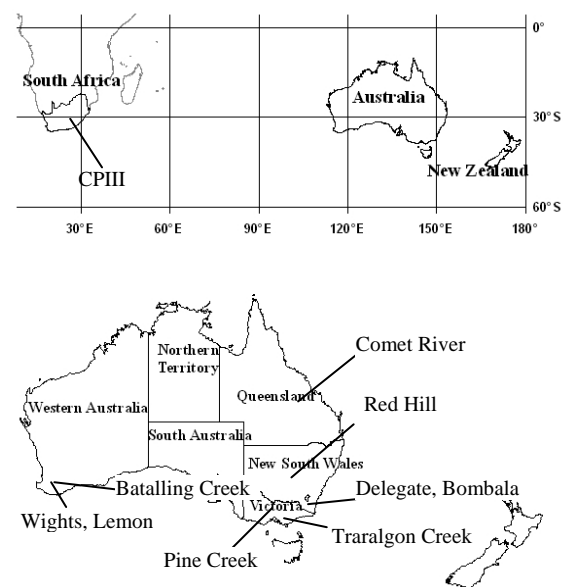 0°
South Africa
Australia
30°S
CPIII
New Zealand
60°S
30°E 60°E 90°E 120°E 150°E 180°
Northern
Territory
Comet River
Queensland
Red Hill
Western Australia
South Australia
New South Wales
Batalling Creek
Delegate, Bombala
Victoria
Wights, Lemon
Traralgon Creek
Pine Creek